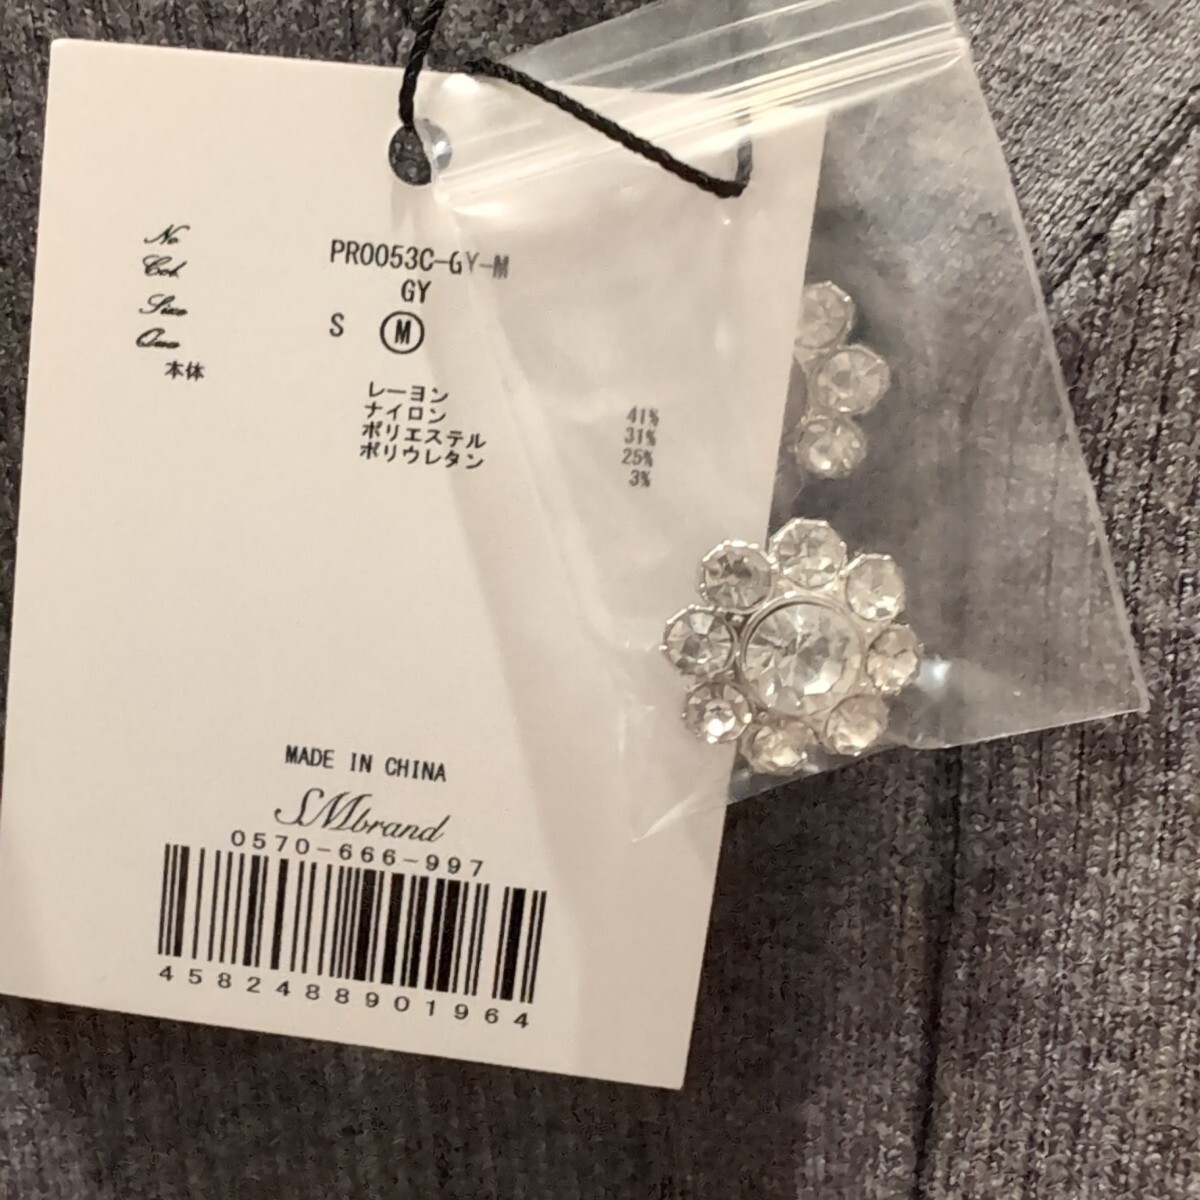 No PR0053C-GY-M
Col GY
Size S M
Qua
本体
レーヨン 41%
ナイロン 31%
ポリエステル 25%
ポリウレタン 3%
MADE IN CHINA
SMbrand
0570-666-997
4582488901964